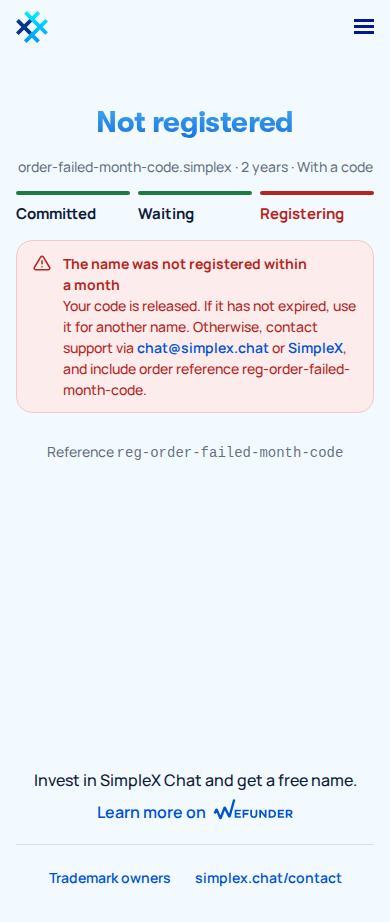 Not registered
order-failed-month-code.simplex · 2 years · With a code
Committed Waiting Registering
The name was not registered within
a month
Your code is released. If it has not expired, use
it for another name. Otherwise, contact
support via chat@simplex.chat or SimpleX,
and include order reference reg-order-failed-
month-code.
Reference reg-order-failed-month-code
Invest in SimpleX Chat and get a free name.
Learn more on WEFUNDER
Trademark owners simplex.chat/contact